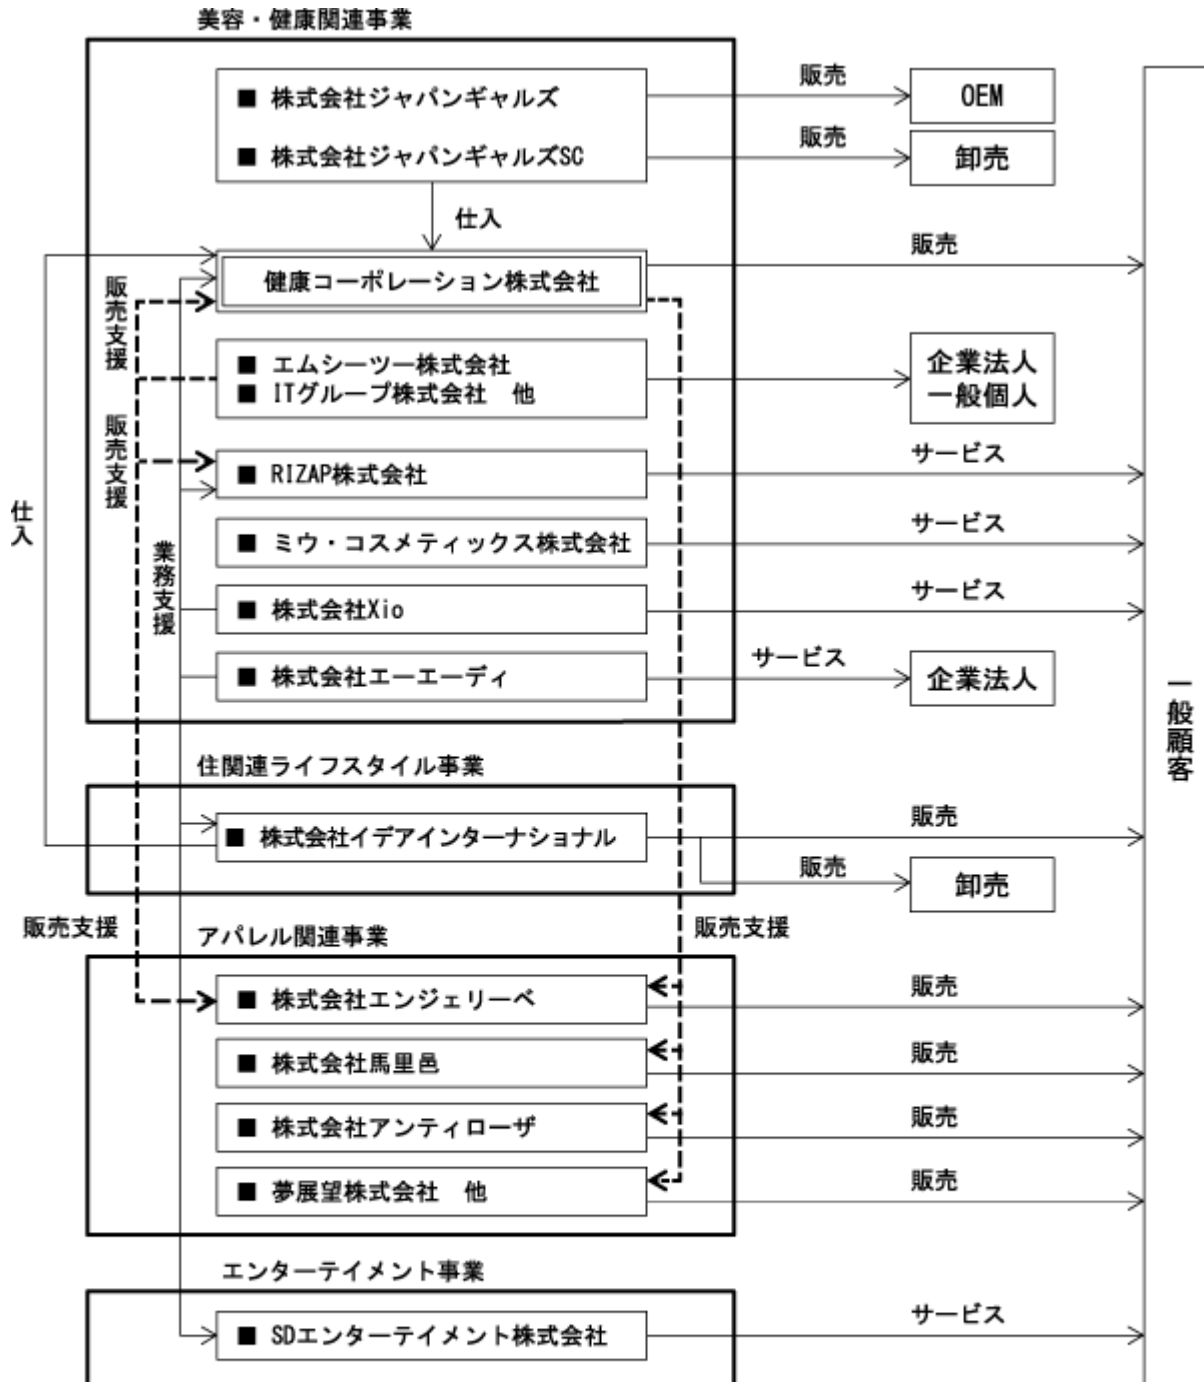 美容・健康関連事業
■ 株式会社ジャパンギャルズ
販売
OEM
■ 株式会社ジャパンギャルズSC
販売
卸売
仕入
健康コーポレーション株式会社
販売
販売支援
■ エムシーツー株式会社
■ ITグループ株式会社 他
企業法人
一般個人
販売支援
■ RIZAP株式会社
サービス
仕入
■ ミウ・コスメティックス株式会社
サービス
業務支援
■ 株式会社Xio
サービス
■ 株式会社エーエーディ
サービス
企業法人
一般顧客
住関連ライフスタイル事業
■ 株式会社イデアインターナショナル
販売
販売
卸売
販売支援
販売支援
アパレル関連事業
■ 株式会社エンジェリーベ
販売
■ 株式会社馬里邑
販売
■ 株式会社アンティローザ
販売
■ 夢展望株式会社 他
販売
エンターテイメント事業
■ SDエンターテイメント株式会社
サービス